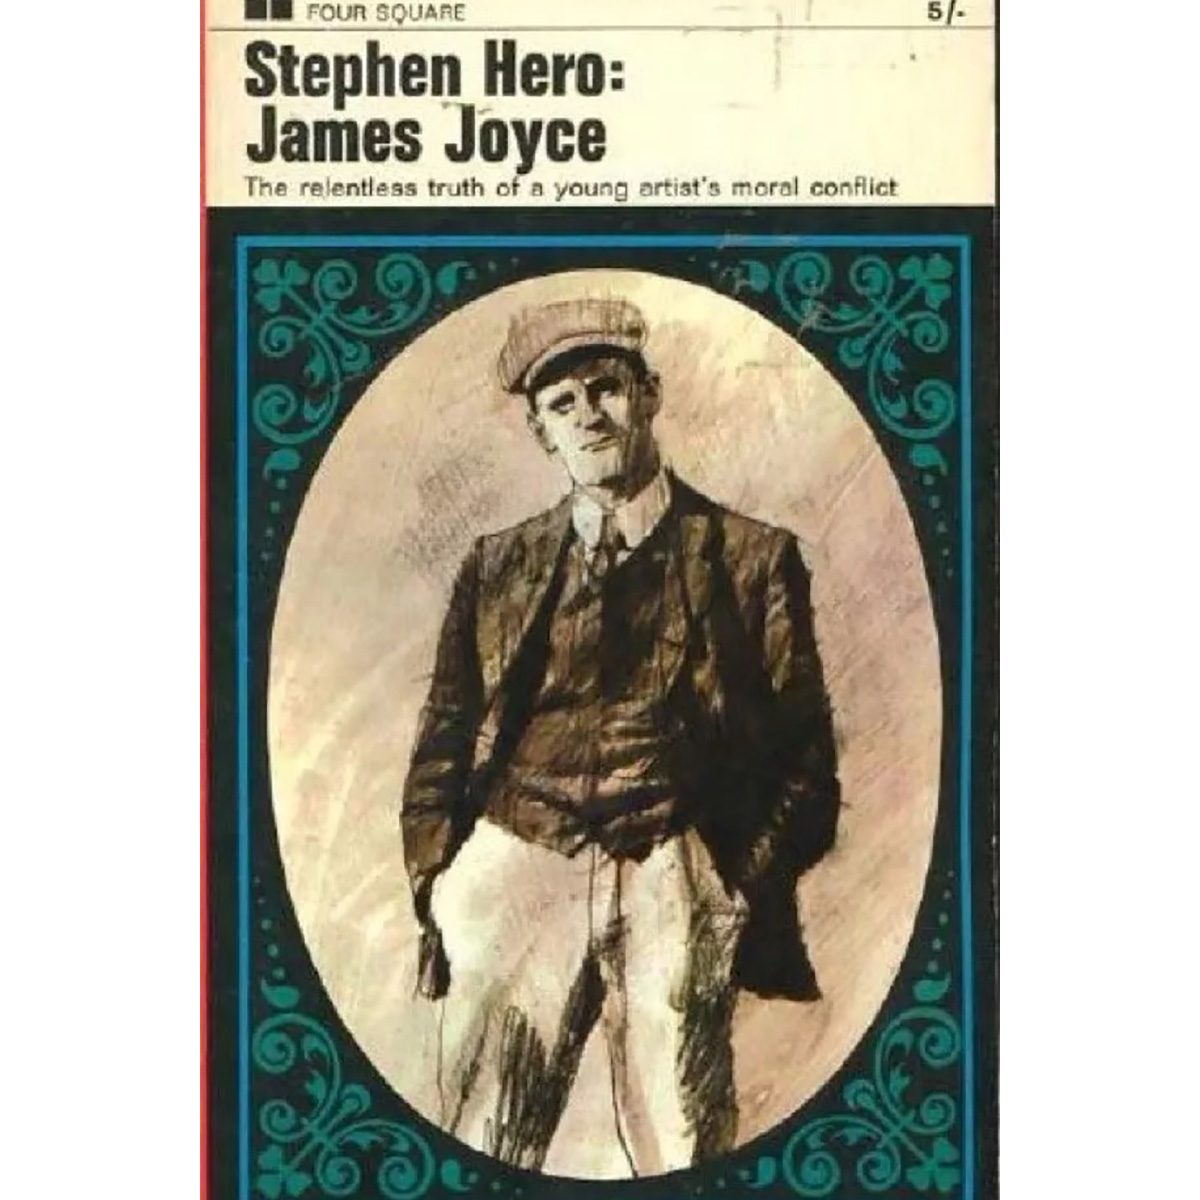 FOUR SQUARE 5/-
Stephen Hero:
James Joyce
The relentless truth of a young artist's moral conflict